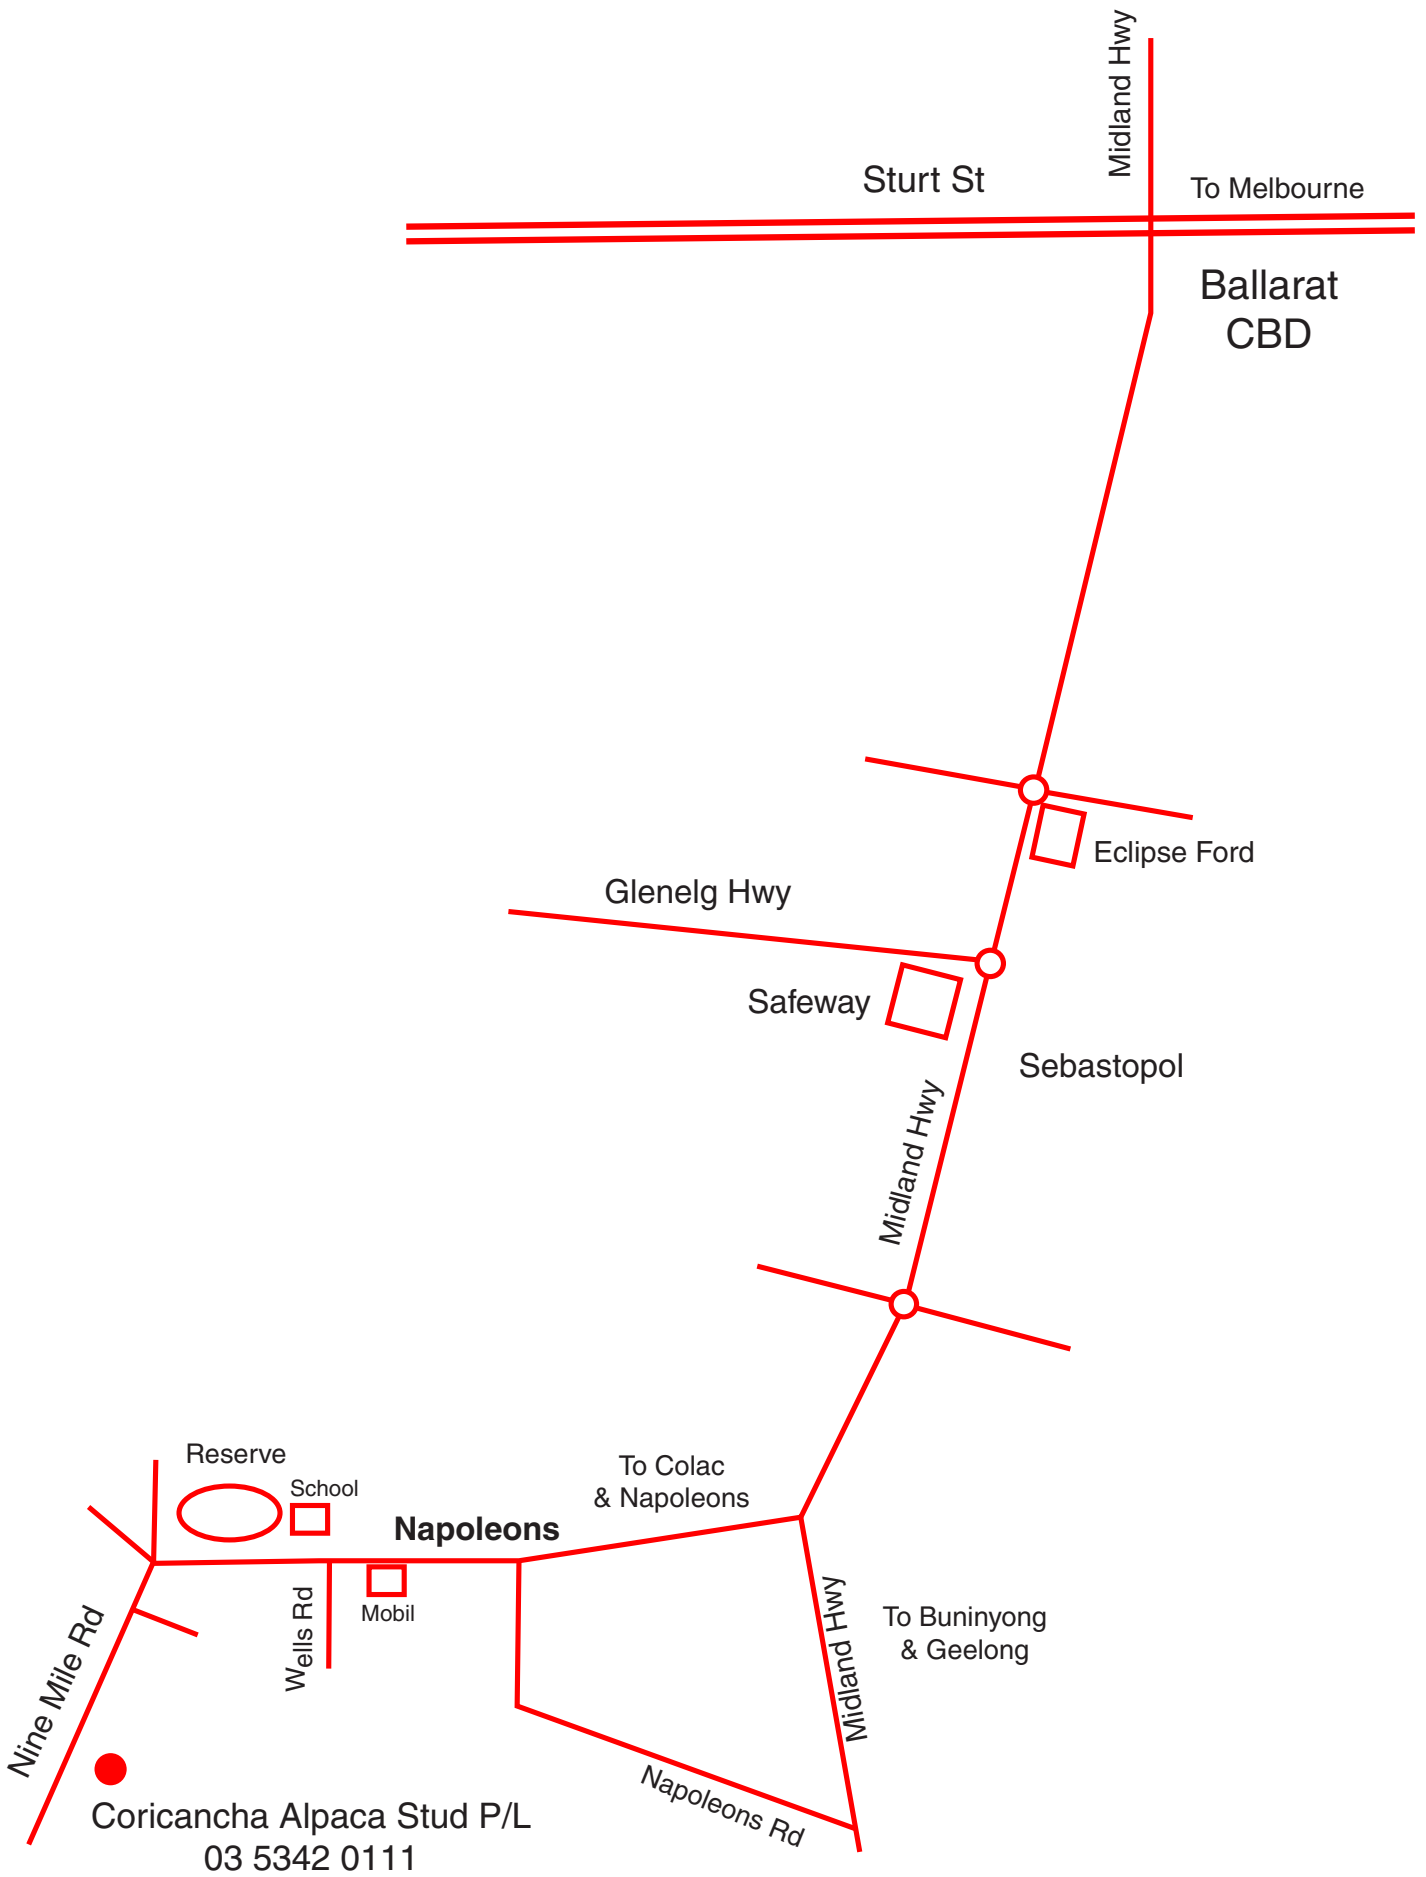 Midland Hwy
Sturt St
To Melbourne
Ballarat
CBD
Eclipse Ford
Glenelg Hwy
Safeway
Sebastopol
Midland Hwy
Reserve
School
To Colac
& Napoleons
Napoleons
Mobil
Wells Rd
Nine Mile Rd
Midland Hwy
To Buninyong
& Geelong
Napoleons Rd
Coricancha Alpaca Stud P/L
03 5342 0111